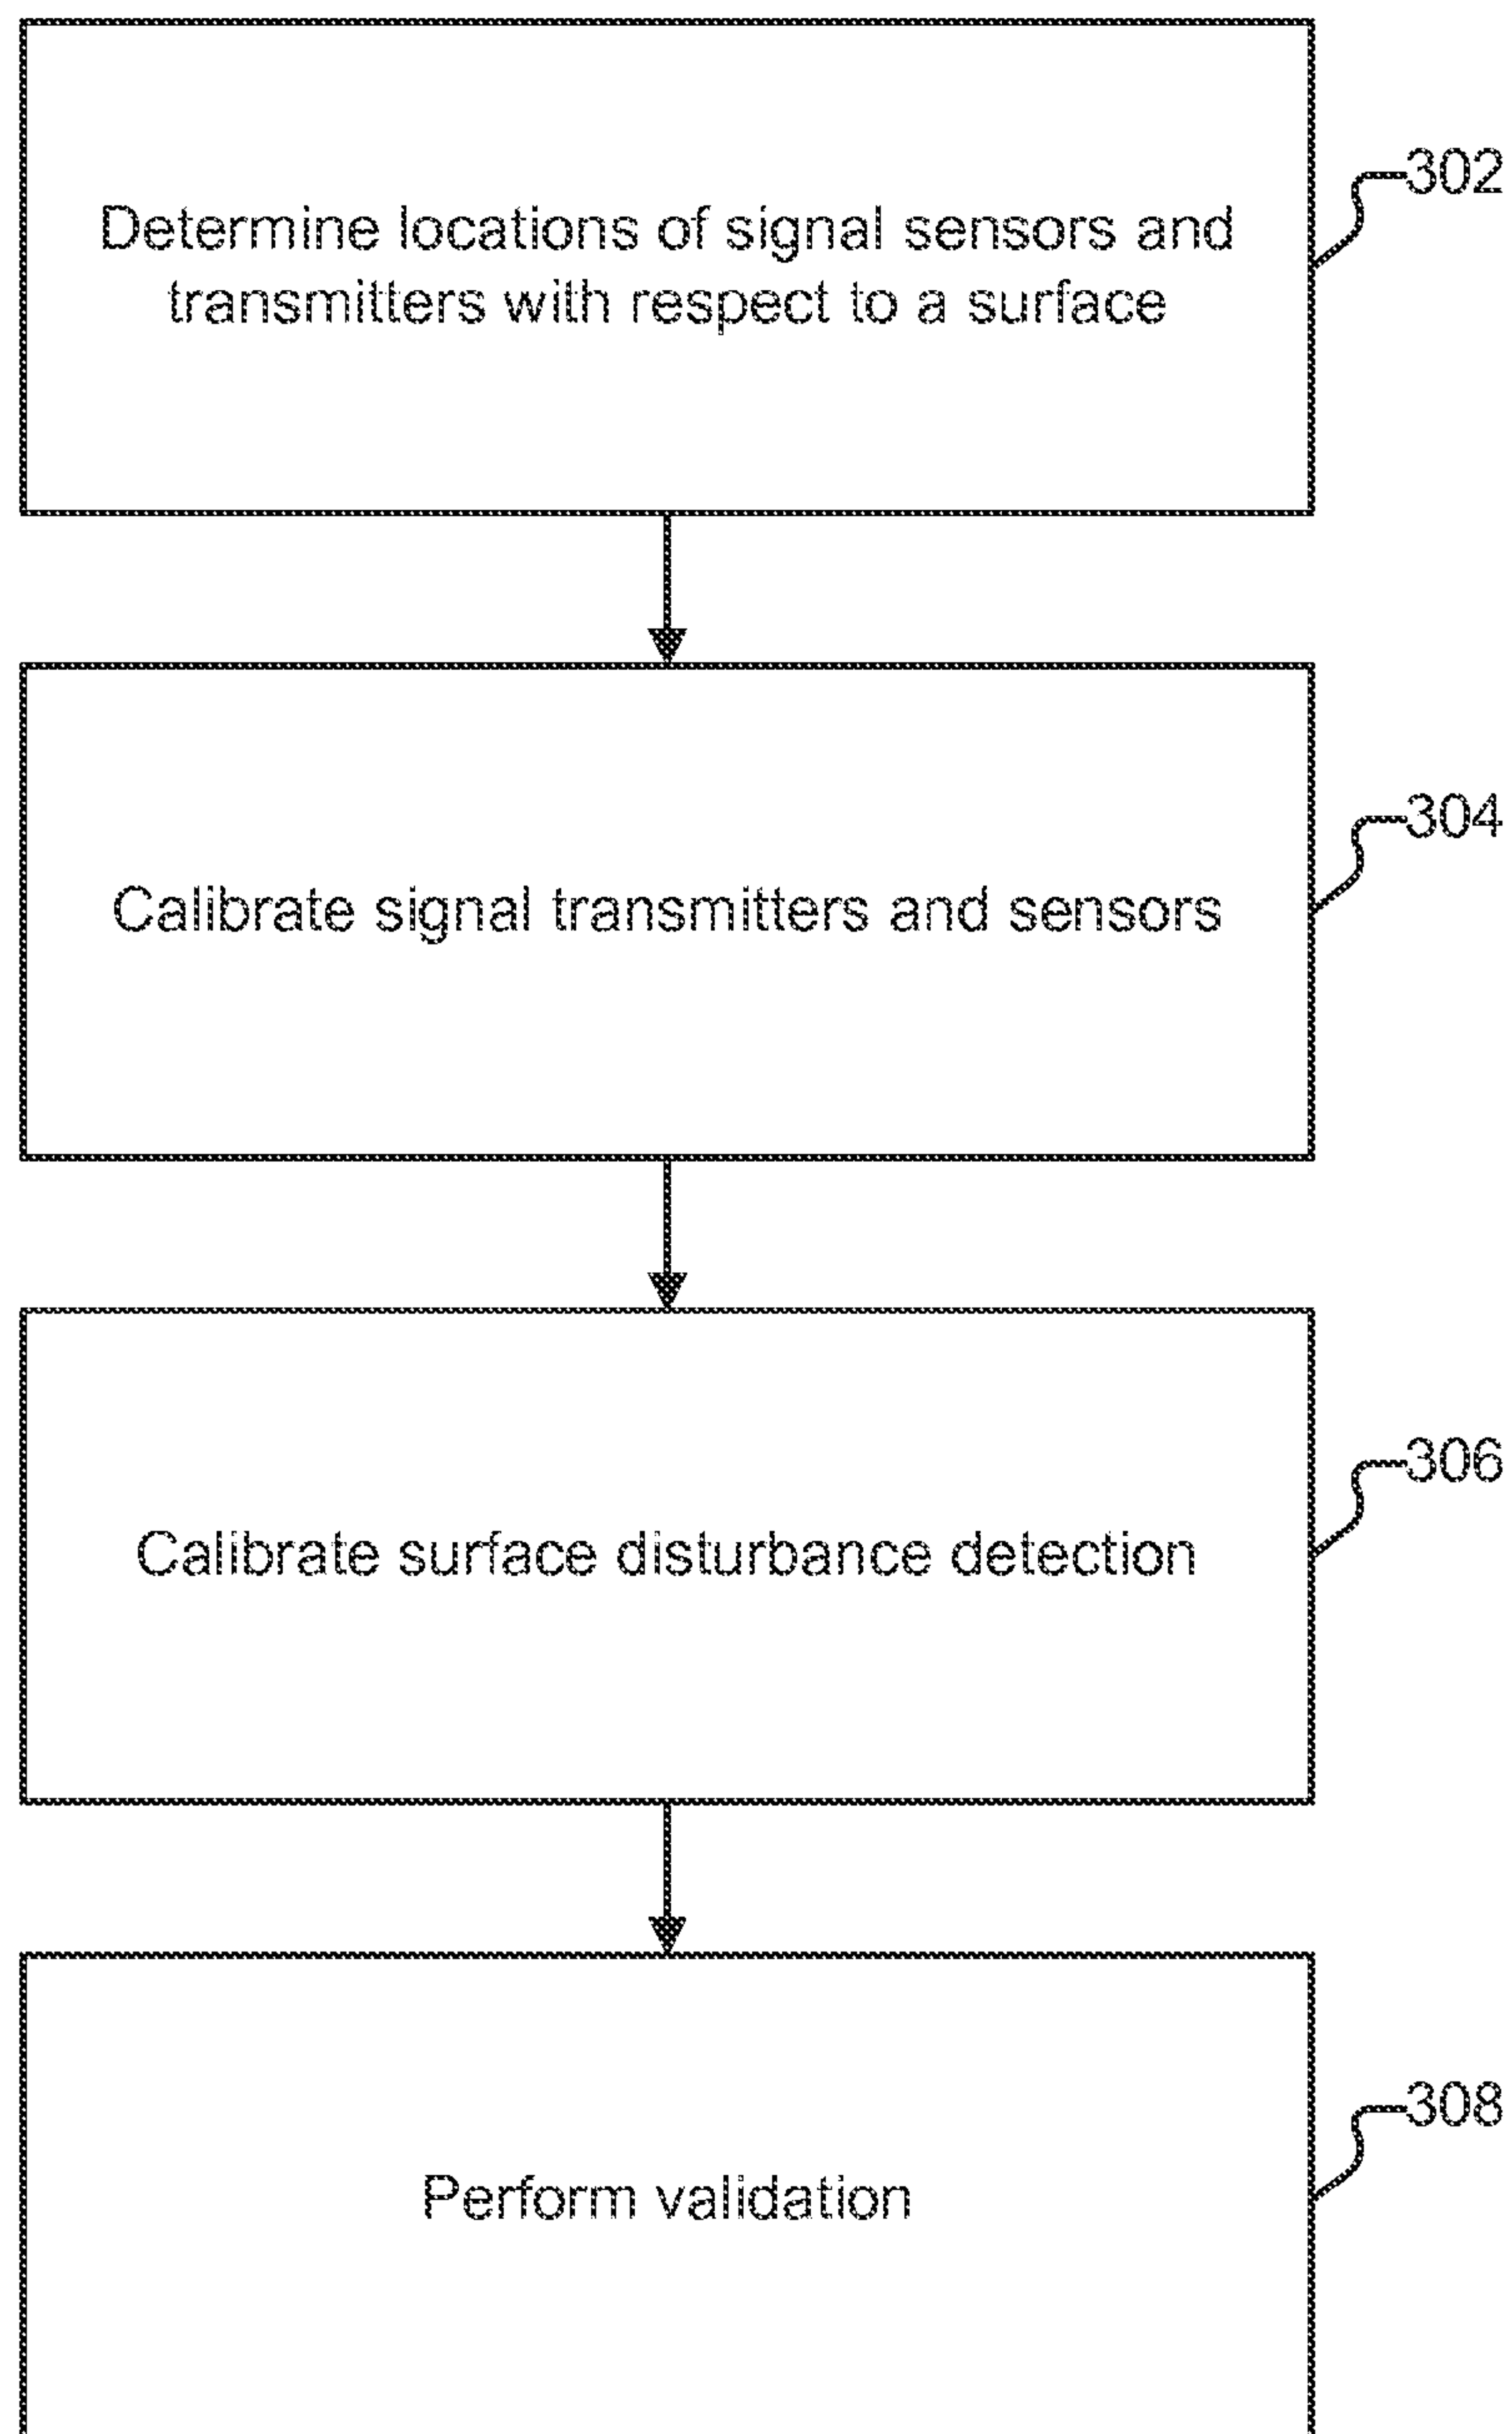 Determine locations of signal sensors and
transmitters with respect to a surface
302
Calibrate signal transmitters and sensors
304
Calibrate surface disturbance detection
306
Perform validation
308